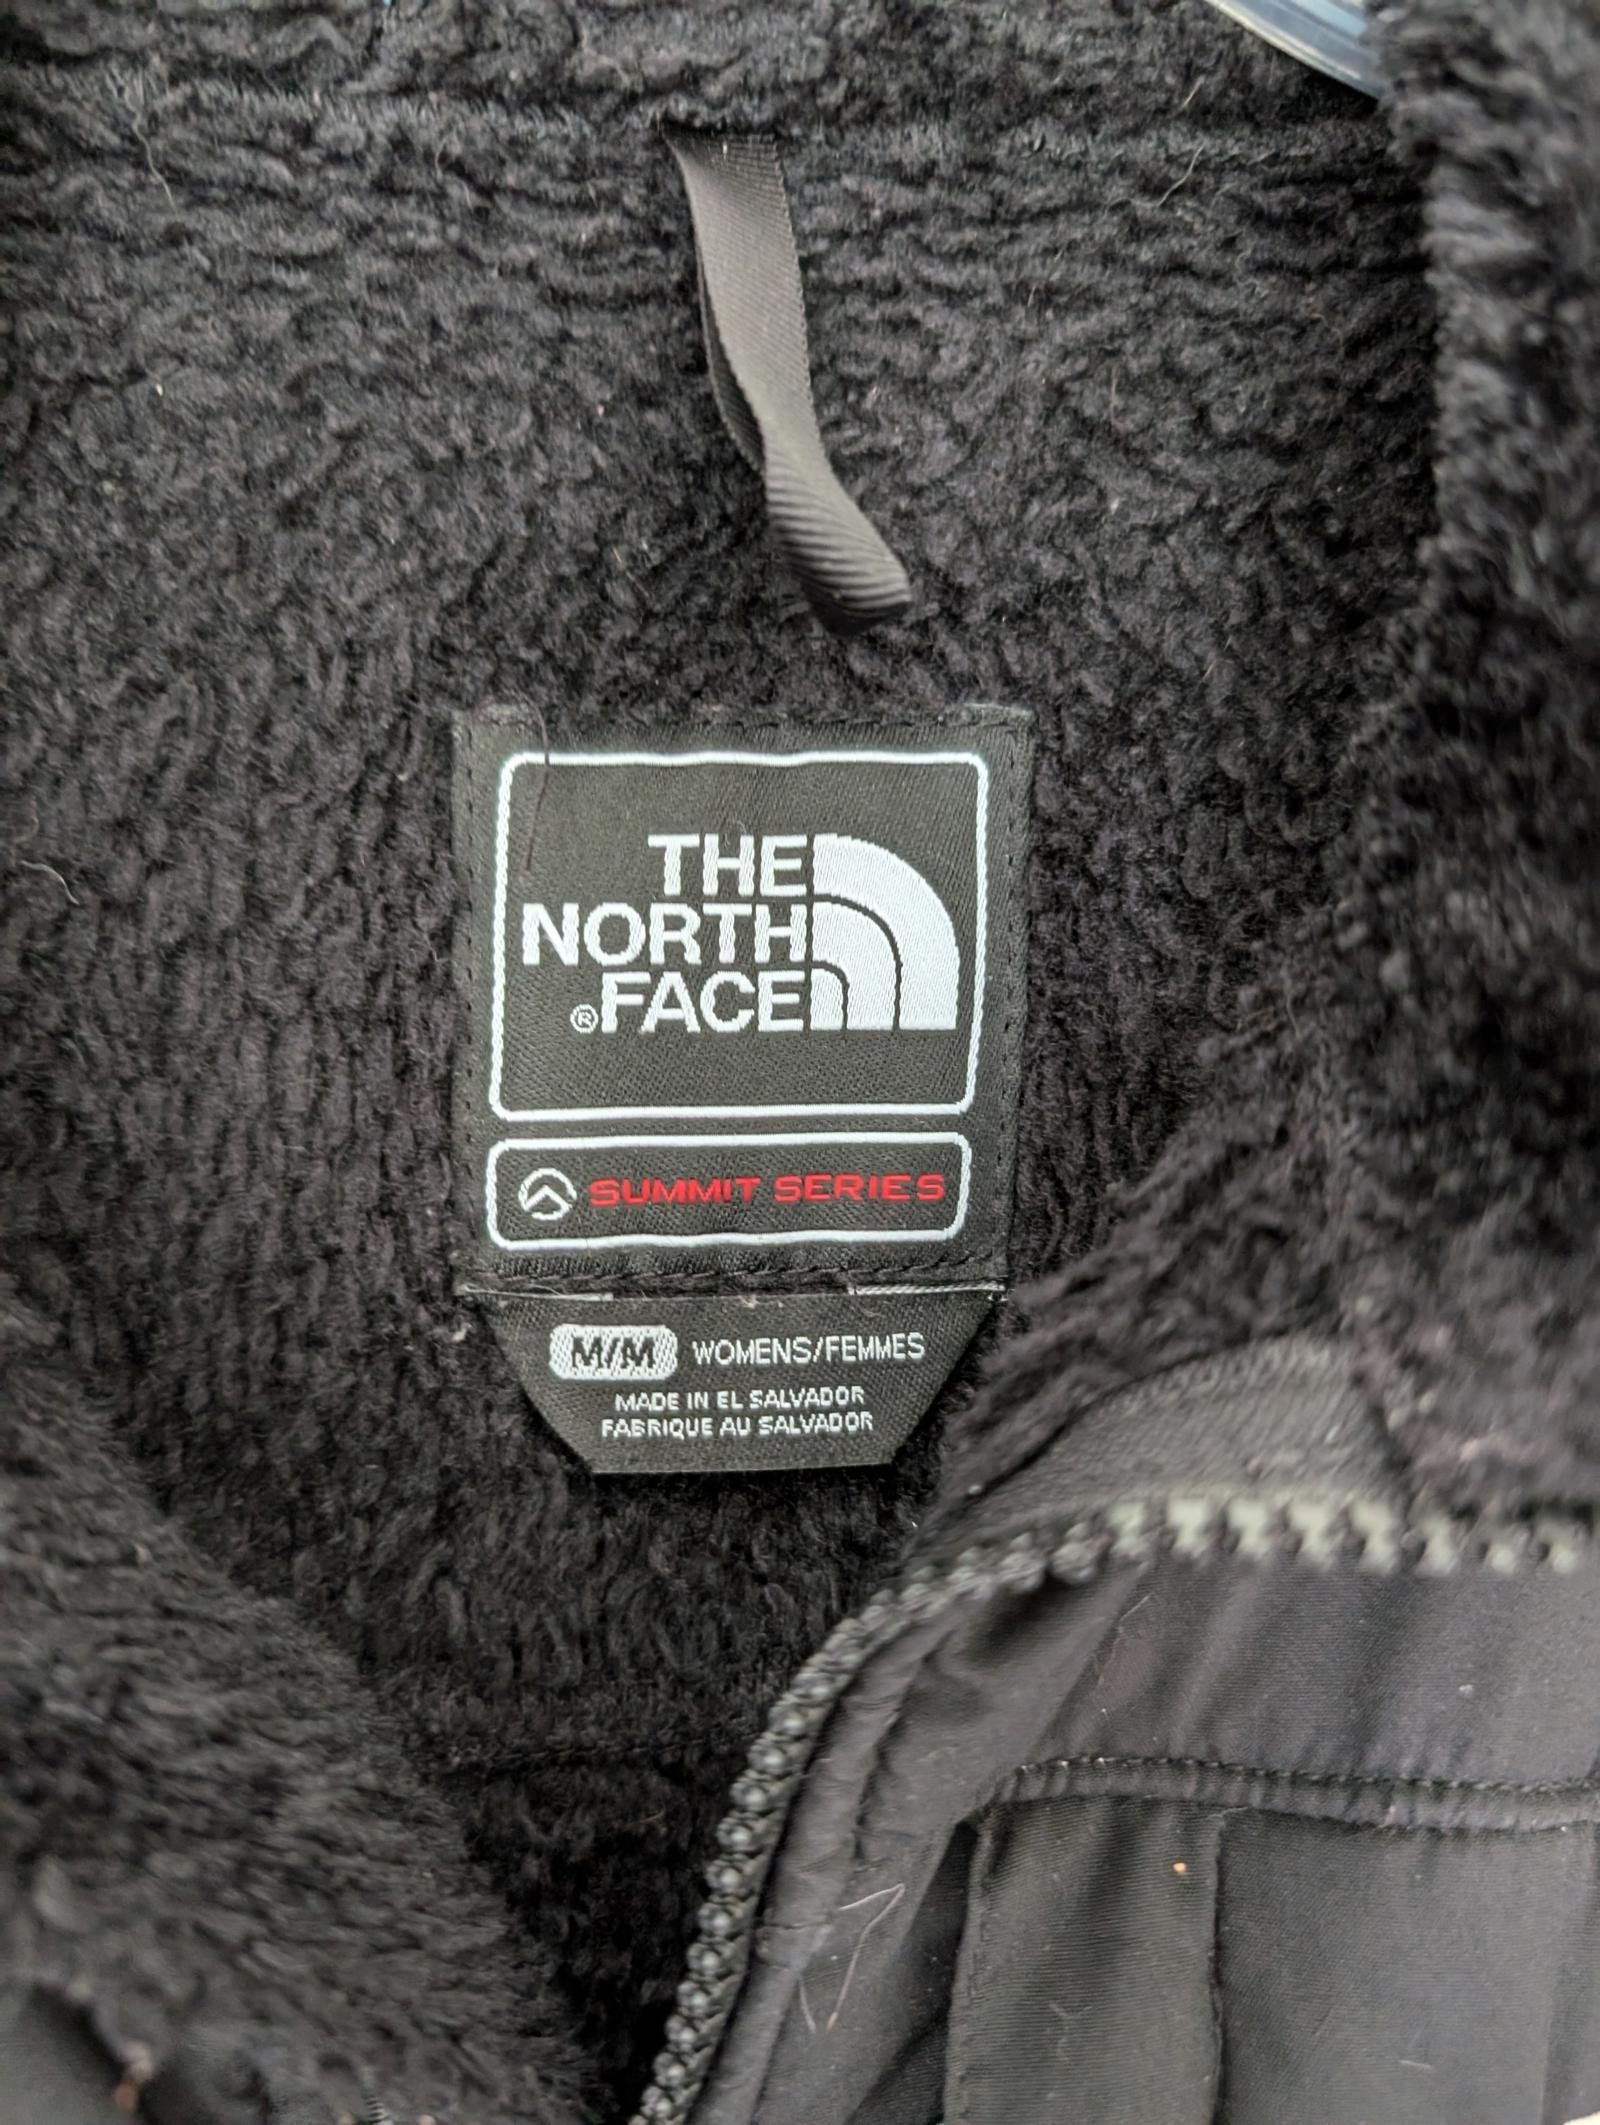 THE
NORTH
®FACE
SUMMIT SERIES
M/M WOMENS/FEMMES
MADE IN EL SALVADOR
FABRIQUE AU SALVADOR